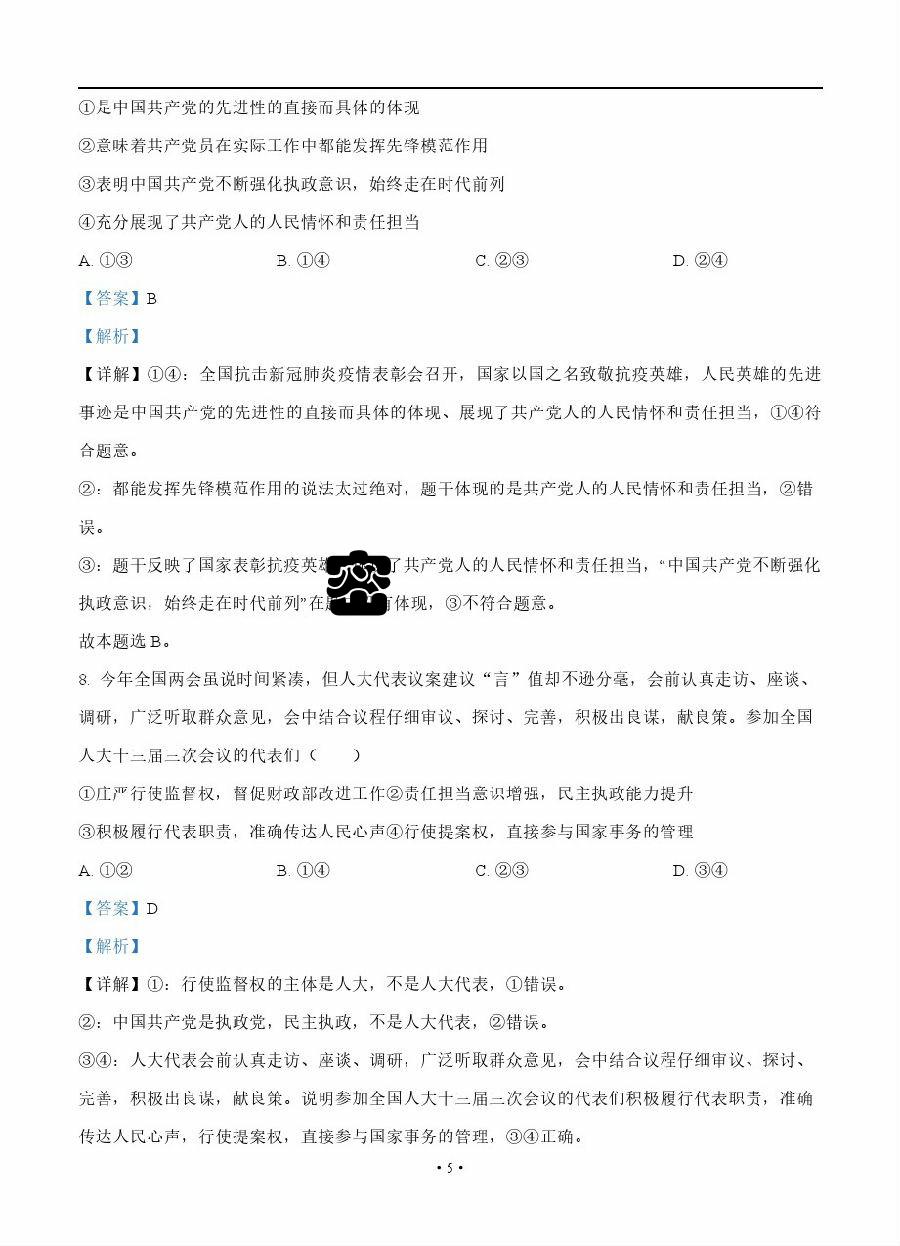 ①是中国共产党的先进性的直接而具体的体现
②意味着共产党员在实际工作中都能发挥先锋模范作用
③表明中国共产党不断强化执政意识，始终走在时代前列
④充分展现了共产党人的人民情怀和责任担当
A. ①③ B. ①④ C. ②③ D. ②④
【答案】B
【解析】
【详解】①④：全国抗击新冠肺炎疫情表彰会召开，国家以国之名致敬抗疫英雄，人民英雄的先进
事迹是中国共产党的先进性的直接而具体的体现、展现了共产党人的人民情怀和责任担当，①④符
合题意。
②：都能发挥先锋模范作用的说法太过绝对，题干体现的是共产党人的人民情怀和责任担当，②错
误。
③：题干反映了国家表彰抗疫英 了共产党人的人民情怀和责任担当，“中国共产党不断强化
执政意识，始终走在时代前列”在 体现，③不符合题意。
故本题选 B。
8. 今年全国两会虽说时间紧凑，但人大代表议案建议“言”值却不逊分毫，会前认真走访、座谈、
调研，广泛听取群众意见，会中结合议程仔细审议、探讨、完善，积极出良谋，献良策。参加全国
人大十三届三次会议的代表们（ ）
①庄严行使监督权，督促财政部改进工作②责任担当意识增强，民主执政能力提升
③积极履行代表职责，准确传达人民心声④行使提案权，直接参与国家事务的管理
A. ①② B. ①④ C. ②③ D. ③④
【答案】D
【解析】
【详解】①：行使监督权的主体是人大，不是人大代表，①错误。
②：中国共产党是执政党，民主执政，不是人大代表，②错误。
③④：人大代表会前认真走访、座谈、调研，广泛听取群众意见，会中结合议程仔细审议、探讨、
完善，积极出良谋，献良策。说明参加全国人大十三届三次会议的代表们积极履行代表职责，准确
传达人民心声，行使提案权，直接参与国家事务的管理，③④正确。
• 5 •